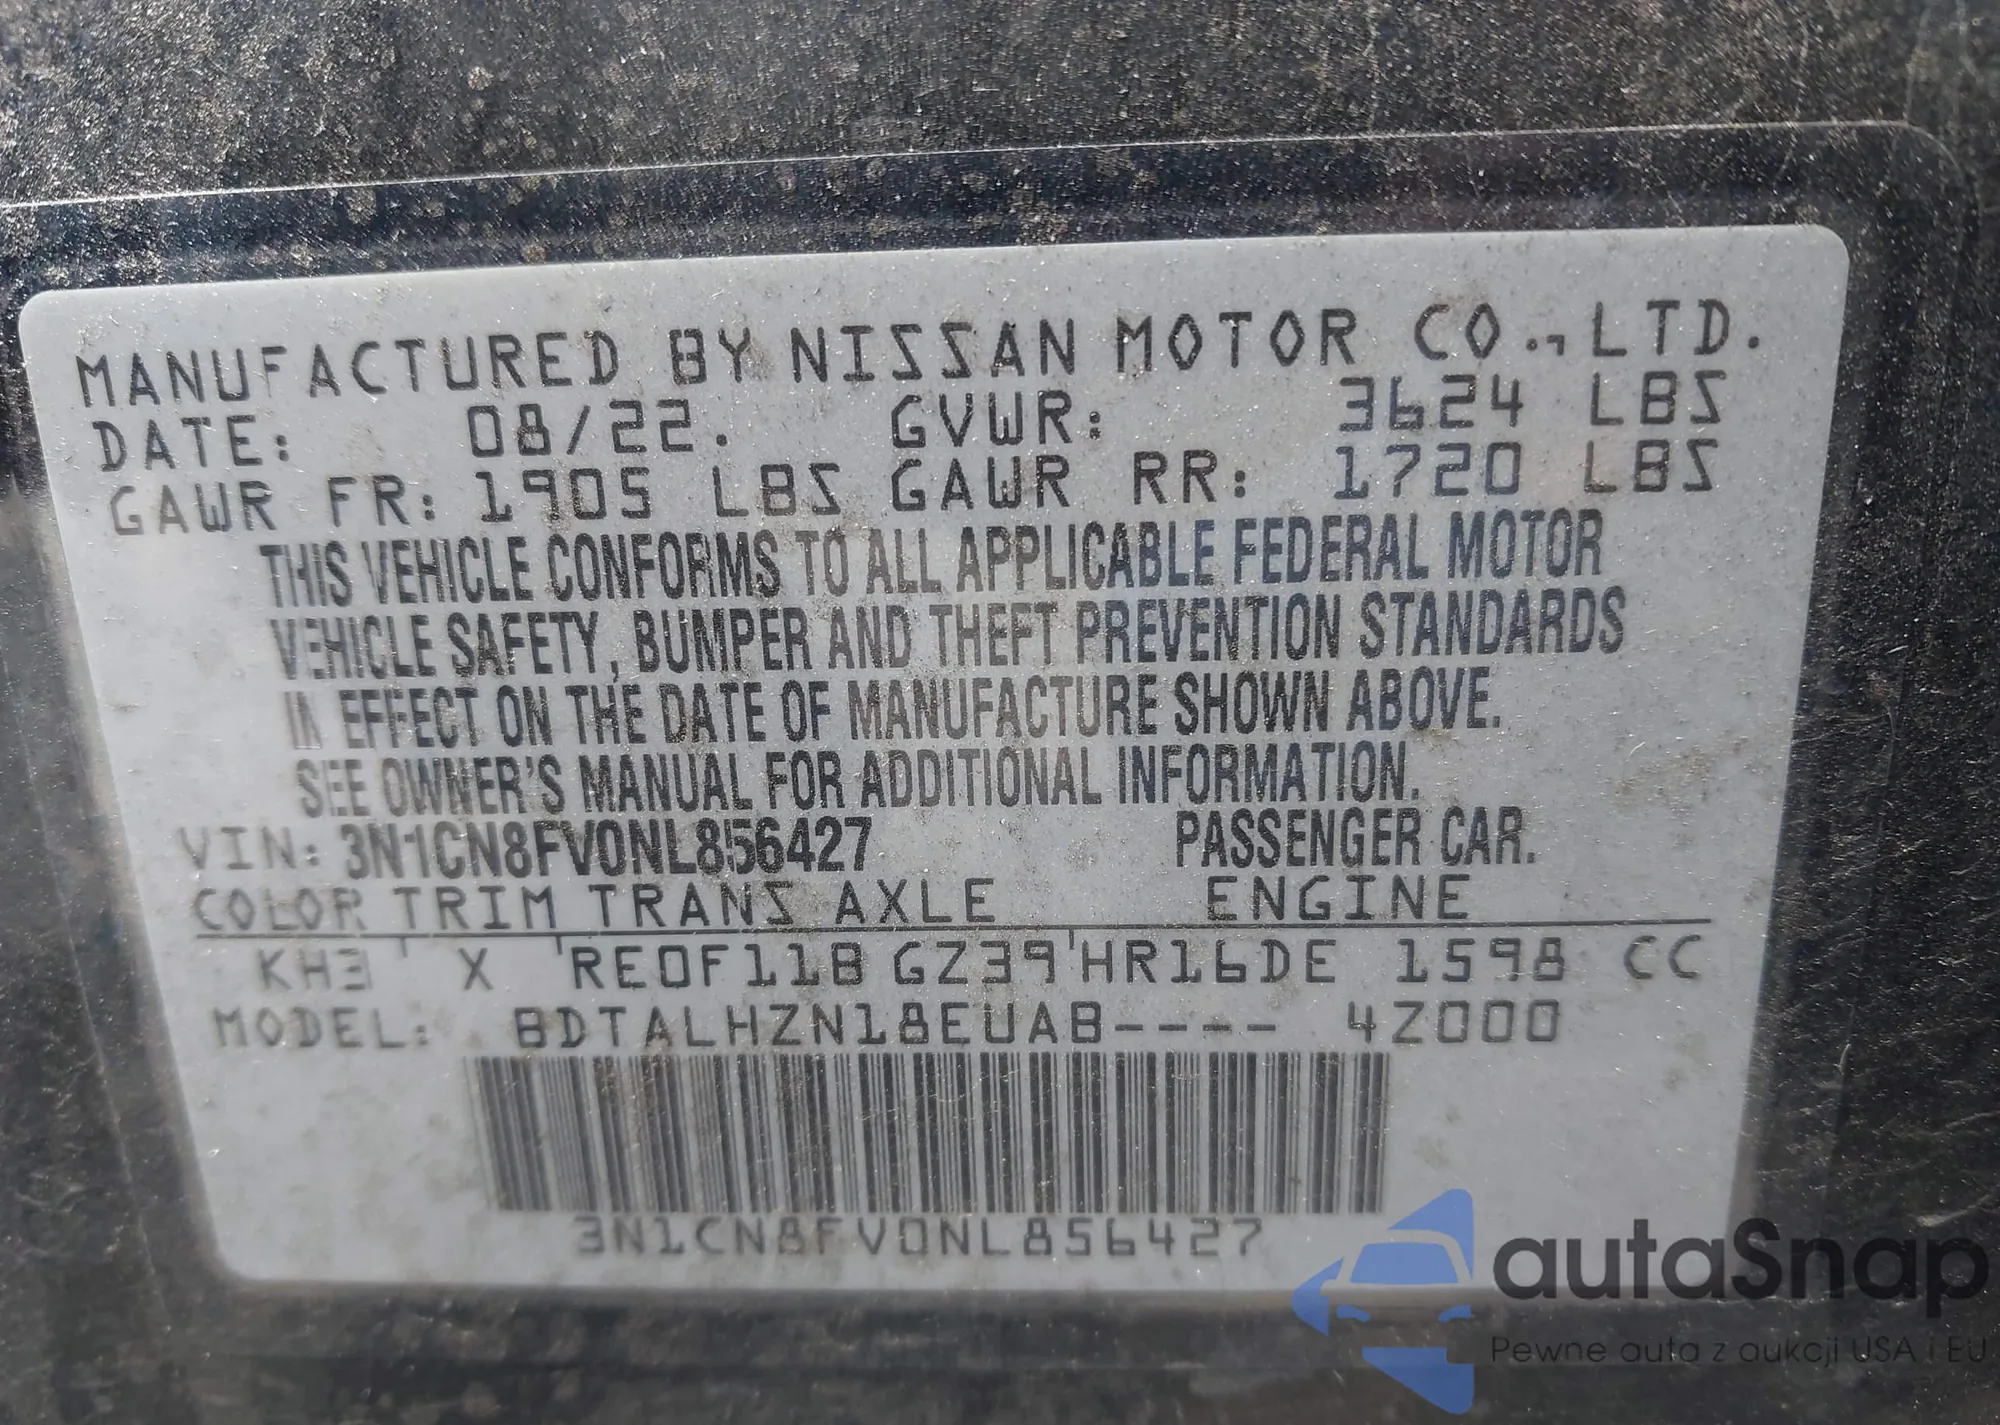 MANUFACTURED BY NISSAN MOTOR CO., LTD.
DATE: 08/22. GVWR: 3624 LBS
GAWR FR: 1905 LBS GAWR RR: 1720 LBS
THIS VEHICLE CONFORMS TO ALL APPLICABLE FEDERAL MOTOR
VEHICLE SAFETY, BUMPER AND THEFT PREVENTION STANDARDS
IN EFFECT ON THE DATE OF MANUFACTURE SHOWN ABOVE.
SEE OWNER'S MANUAL FOR ADDITIONAL INFORMATION.
VIN: 3N1CN8FV0NL856427 PASSENGER CAR.
COLOR TRIM TRANS AXLE ENGINE
KH3 X RE0F11B GZ39 HR16DE 1598 CC
MODEL: BDTALHZN18EUAB---- 4Z000
3N1CN8FV0NL856427
autaSnap
Pewne auta z aukcji USA i EU